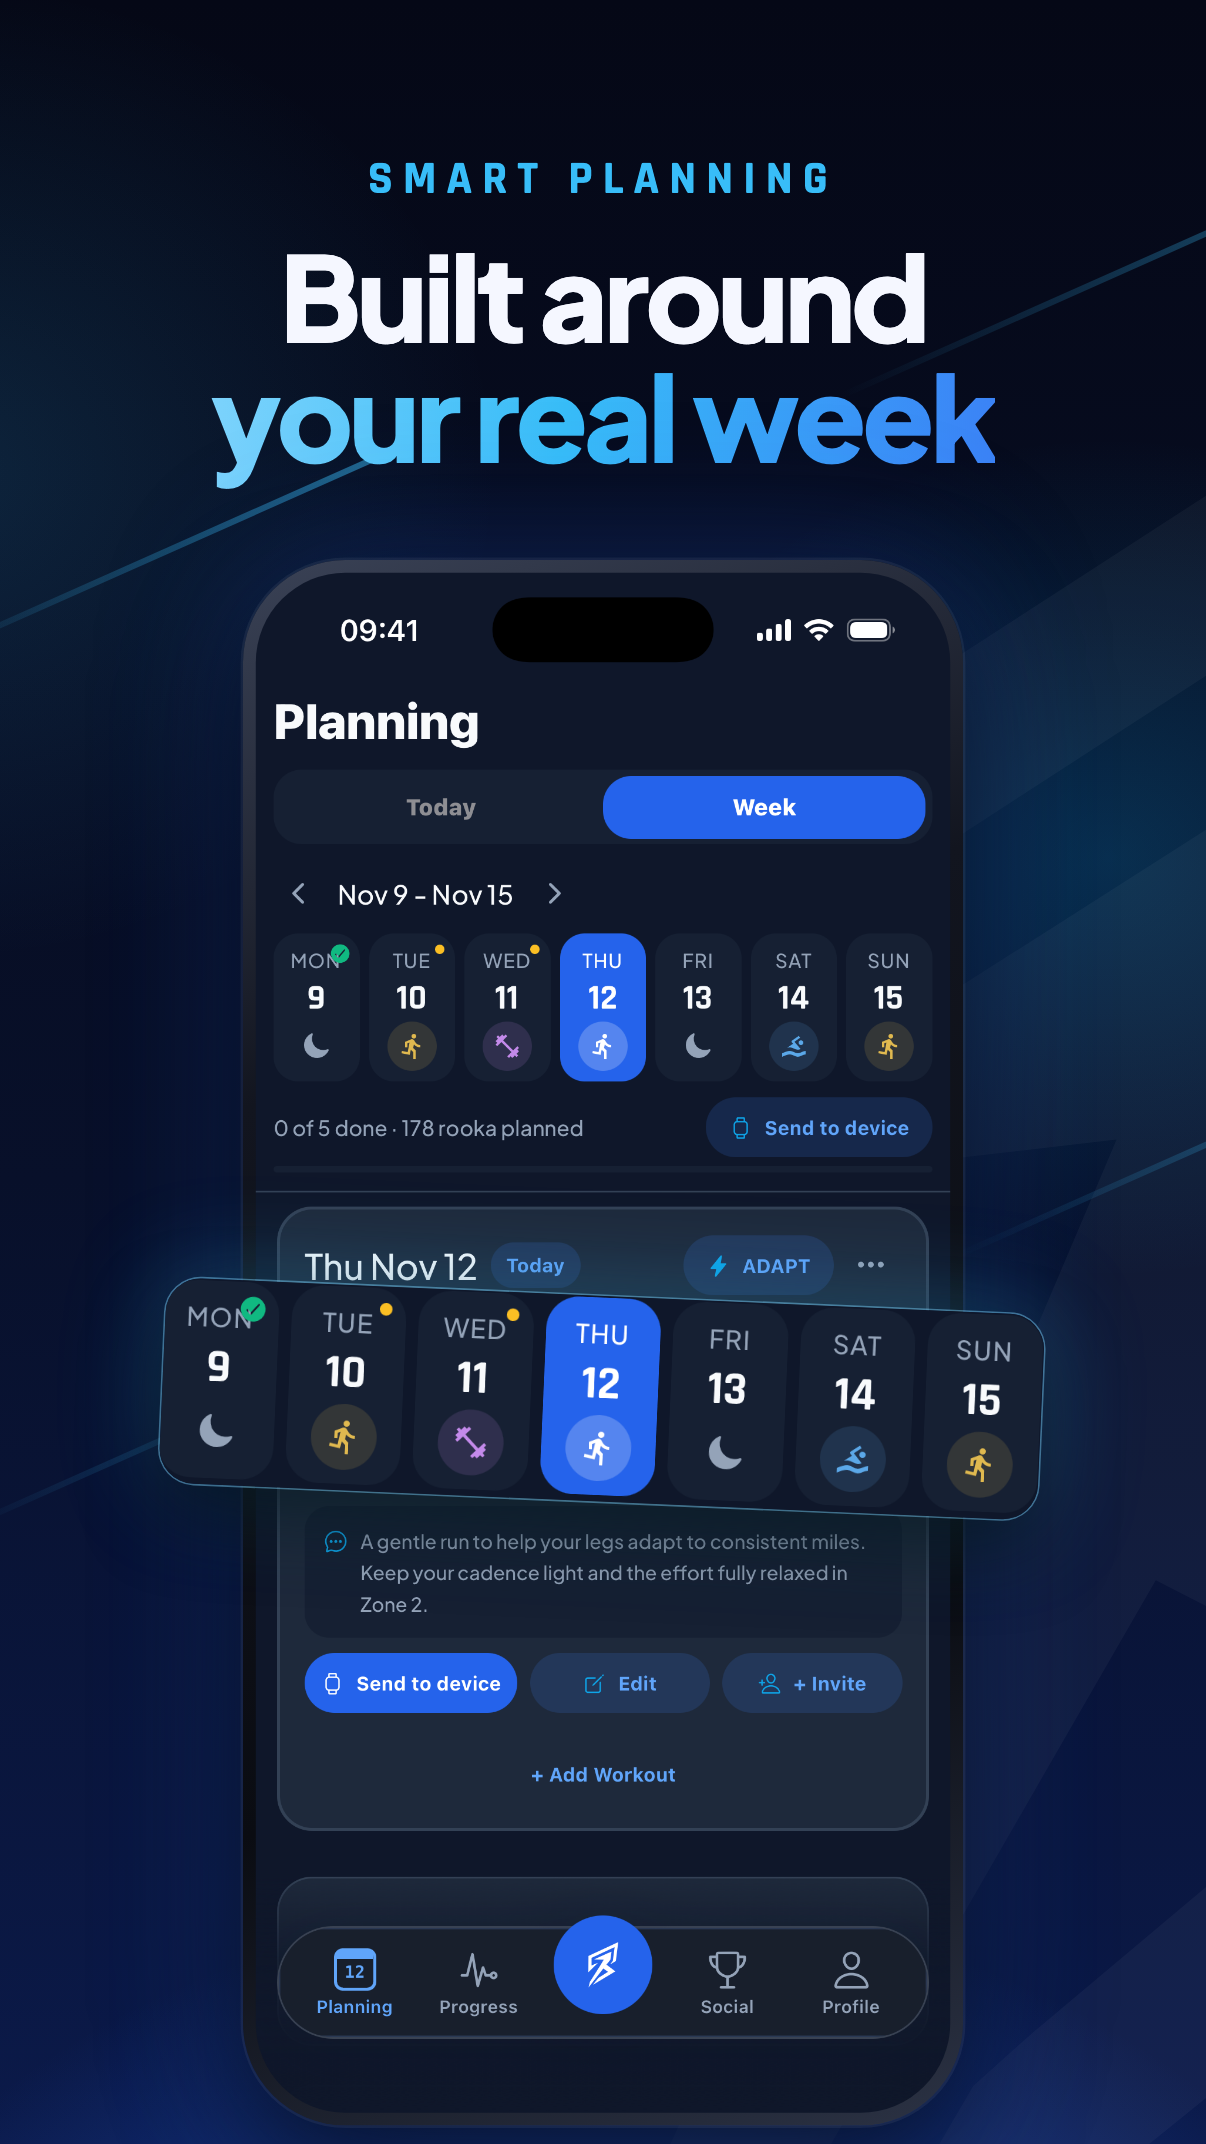 SMART PLANNING
Built around
your real week
09:41
Planning
Today Week
Nov 9 - Nov 15
MON TUE WED THU FRI SAT SUN
9 10 11 12 13 14 15
0 of 5 done · 178 rooka planned
Send to device
Thu Nov 12 Today ADAPT
MON TUE WED THU FRI SAT SUN
9 10 11 12 13 14 15
A gentle run to help your legs adapt to consistent miles.
Keep your cadence light and the effort fully relaxed in
Zone 2.
Send to device Edit + Invite
+ Add Workout
12
Planning Progress Social Profile